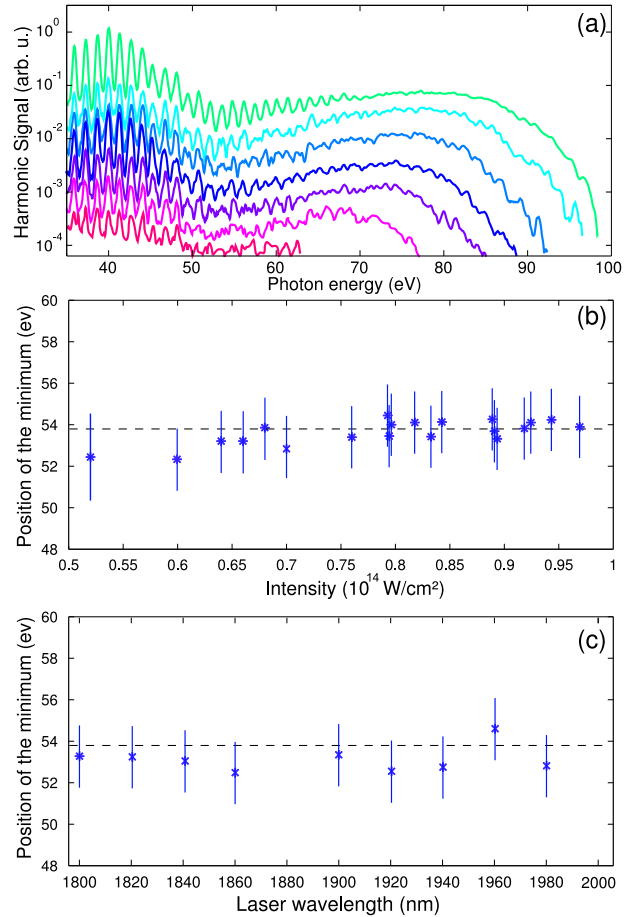 (a)
Harmonic Signal (arb. u.)
10^0
10^-1
10^-2
10^-3
10^-4
40 50 60 70 80 90 100
Photon energy (eV)
(b)
Position of the minimum (ev)
60
58
56
54
52
50
48
0.5 0.55 0.6 0.65 0.7 0.75 0.8 0.85 0.9 0.95 1
Intensity (10^14 W/cm²)
(c)
Position of the minimum (ev)
60
58
56
54
52
50
48
1800 1820 1840 1860 1880 1900 1920 1940 1960 1980 2000
Laser wavelength (nm)